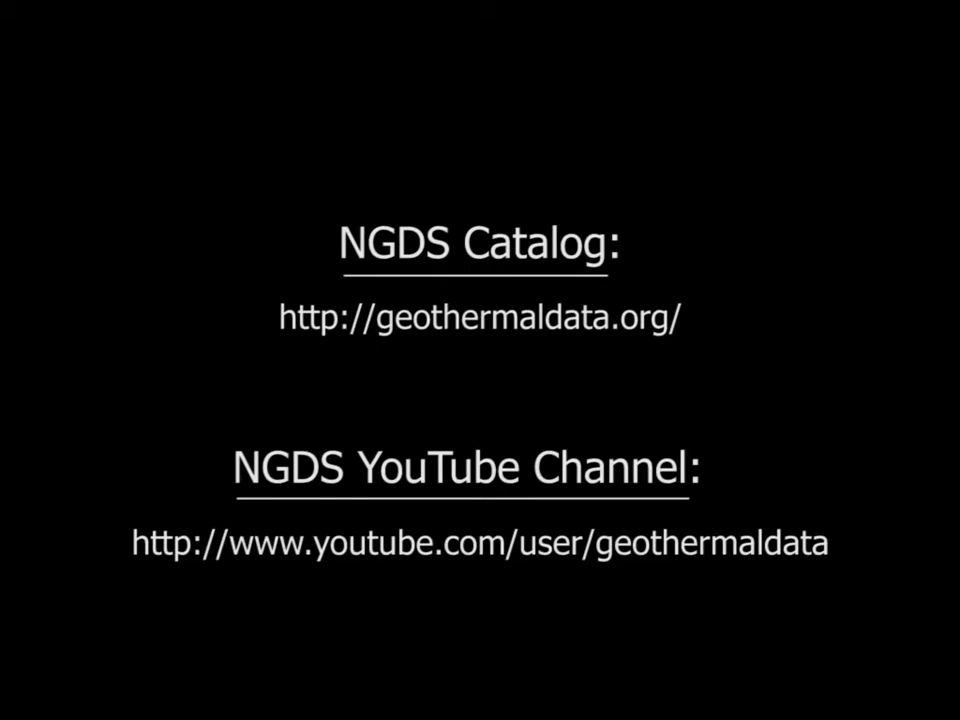 NGDS Catalog:
http://geothermaldata.org/
NGDS YouTube Channel:
http://www.youtube.com/user/geothermaldata